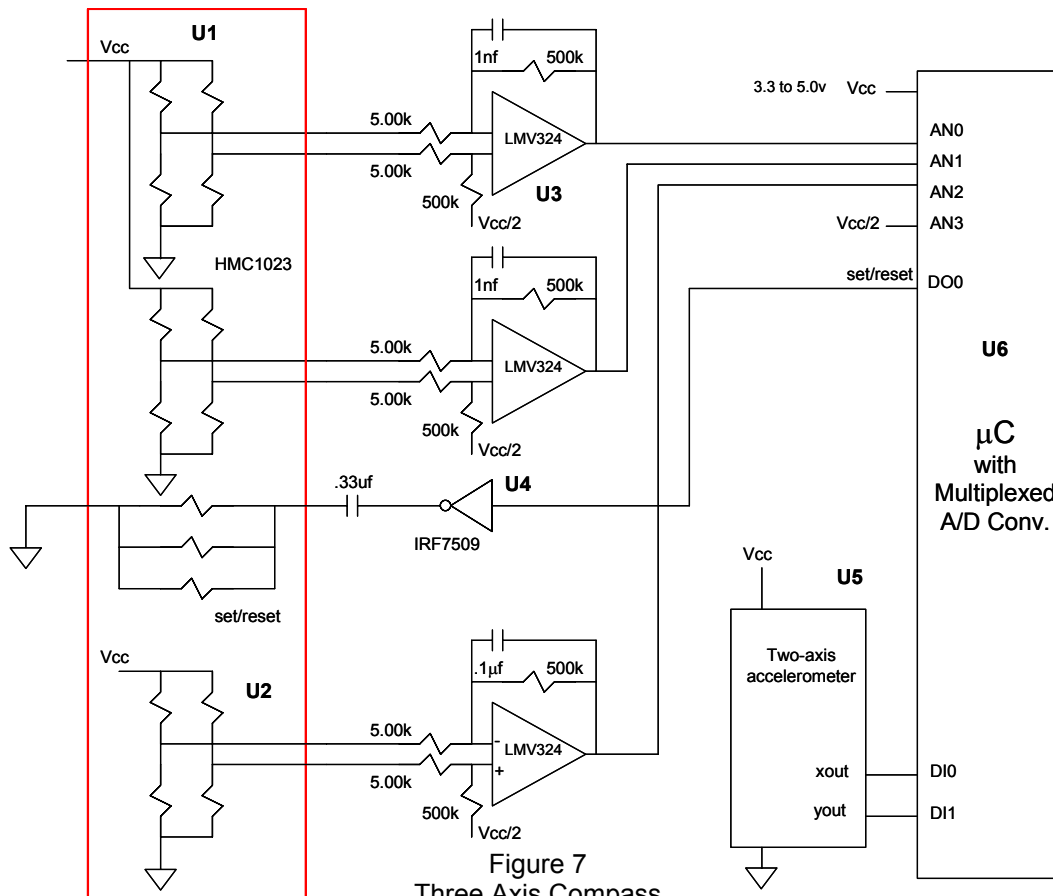 U1
Vcc
1nf
500k
5.00k
LMV324
5.00k
U3
500k
Vcc/2
3.3 to 5.0v
Vcc
AN0
AN1
AN2
Vcc/2
AN3
set/reset
DO0
HMC1023
1nf
500k
5.00k
LMV324
5.00k
500k
Vcc/2
U6
μC
with
Multiplexed
A/D Conv.
.33uf
U4
IRF7509
set/reset
Vcc
U5
Two-axis
accelerometer
xout
yout
DI0
DI1
Vcc
U2
.1μf
500k
5.00k
-
LMV324
+
5.00k
500k
Vcc/2
Figure 7
Three Axis Compass